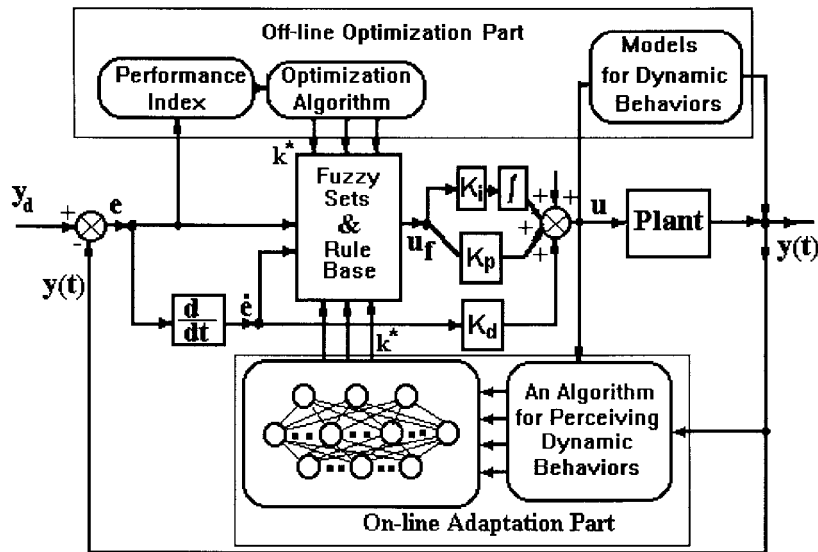 Off-line Optimization Part
Performance
Index
Optimization
Algorithm
Models
for Dynamic
Behaviors
k*
Fuzzy
Sets
&
Rule
Base
y_d
+
-
e
y(t)
d
dt
ė
u_f
K_i
∫
K_p
K_d
+
+
+
+
u
Plant
y(t)
k*
An Algorithm
for Perceiving
Dynamic
Behaviors
On-line Adaptation Part